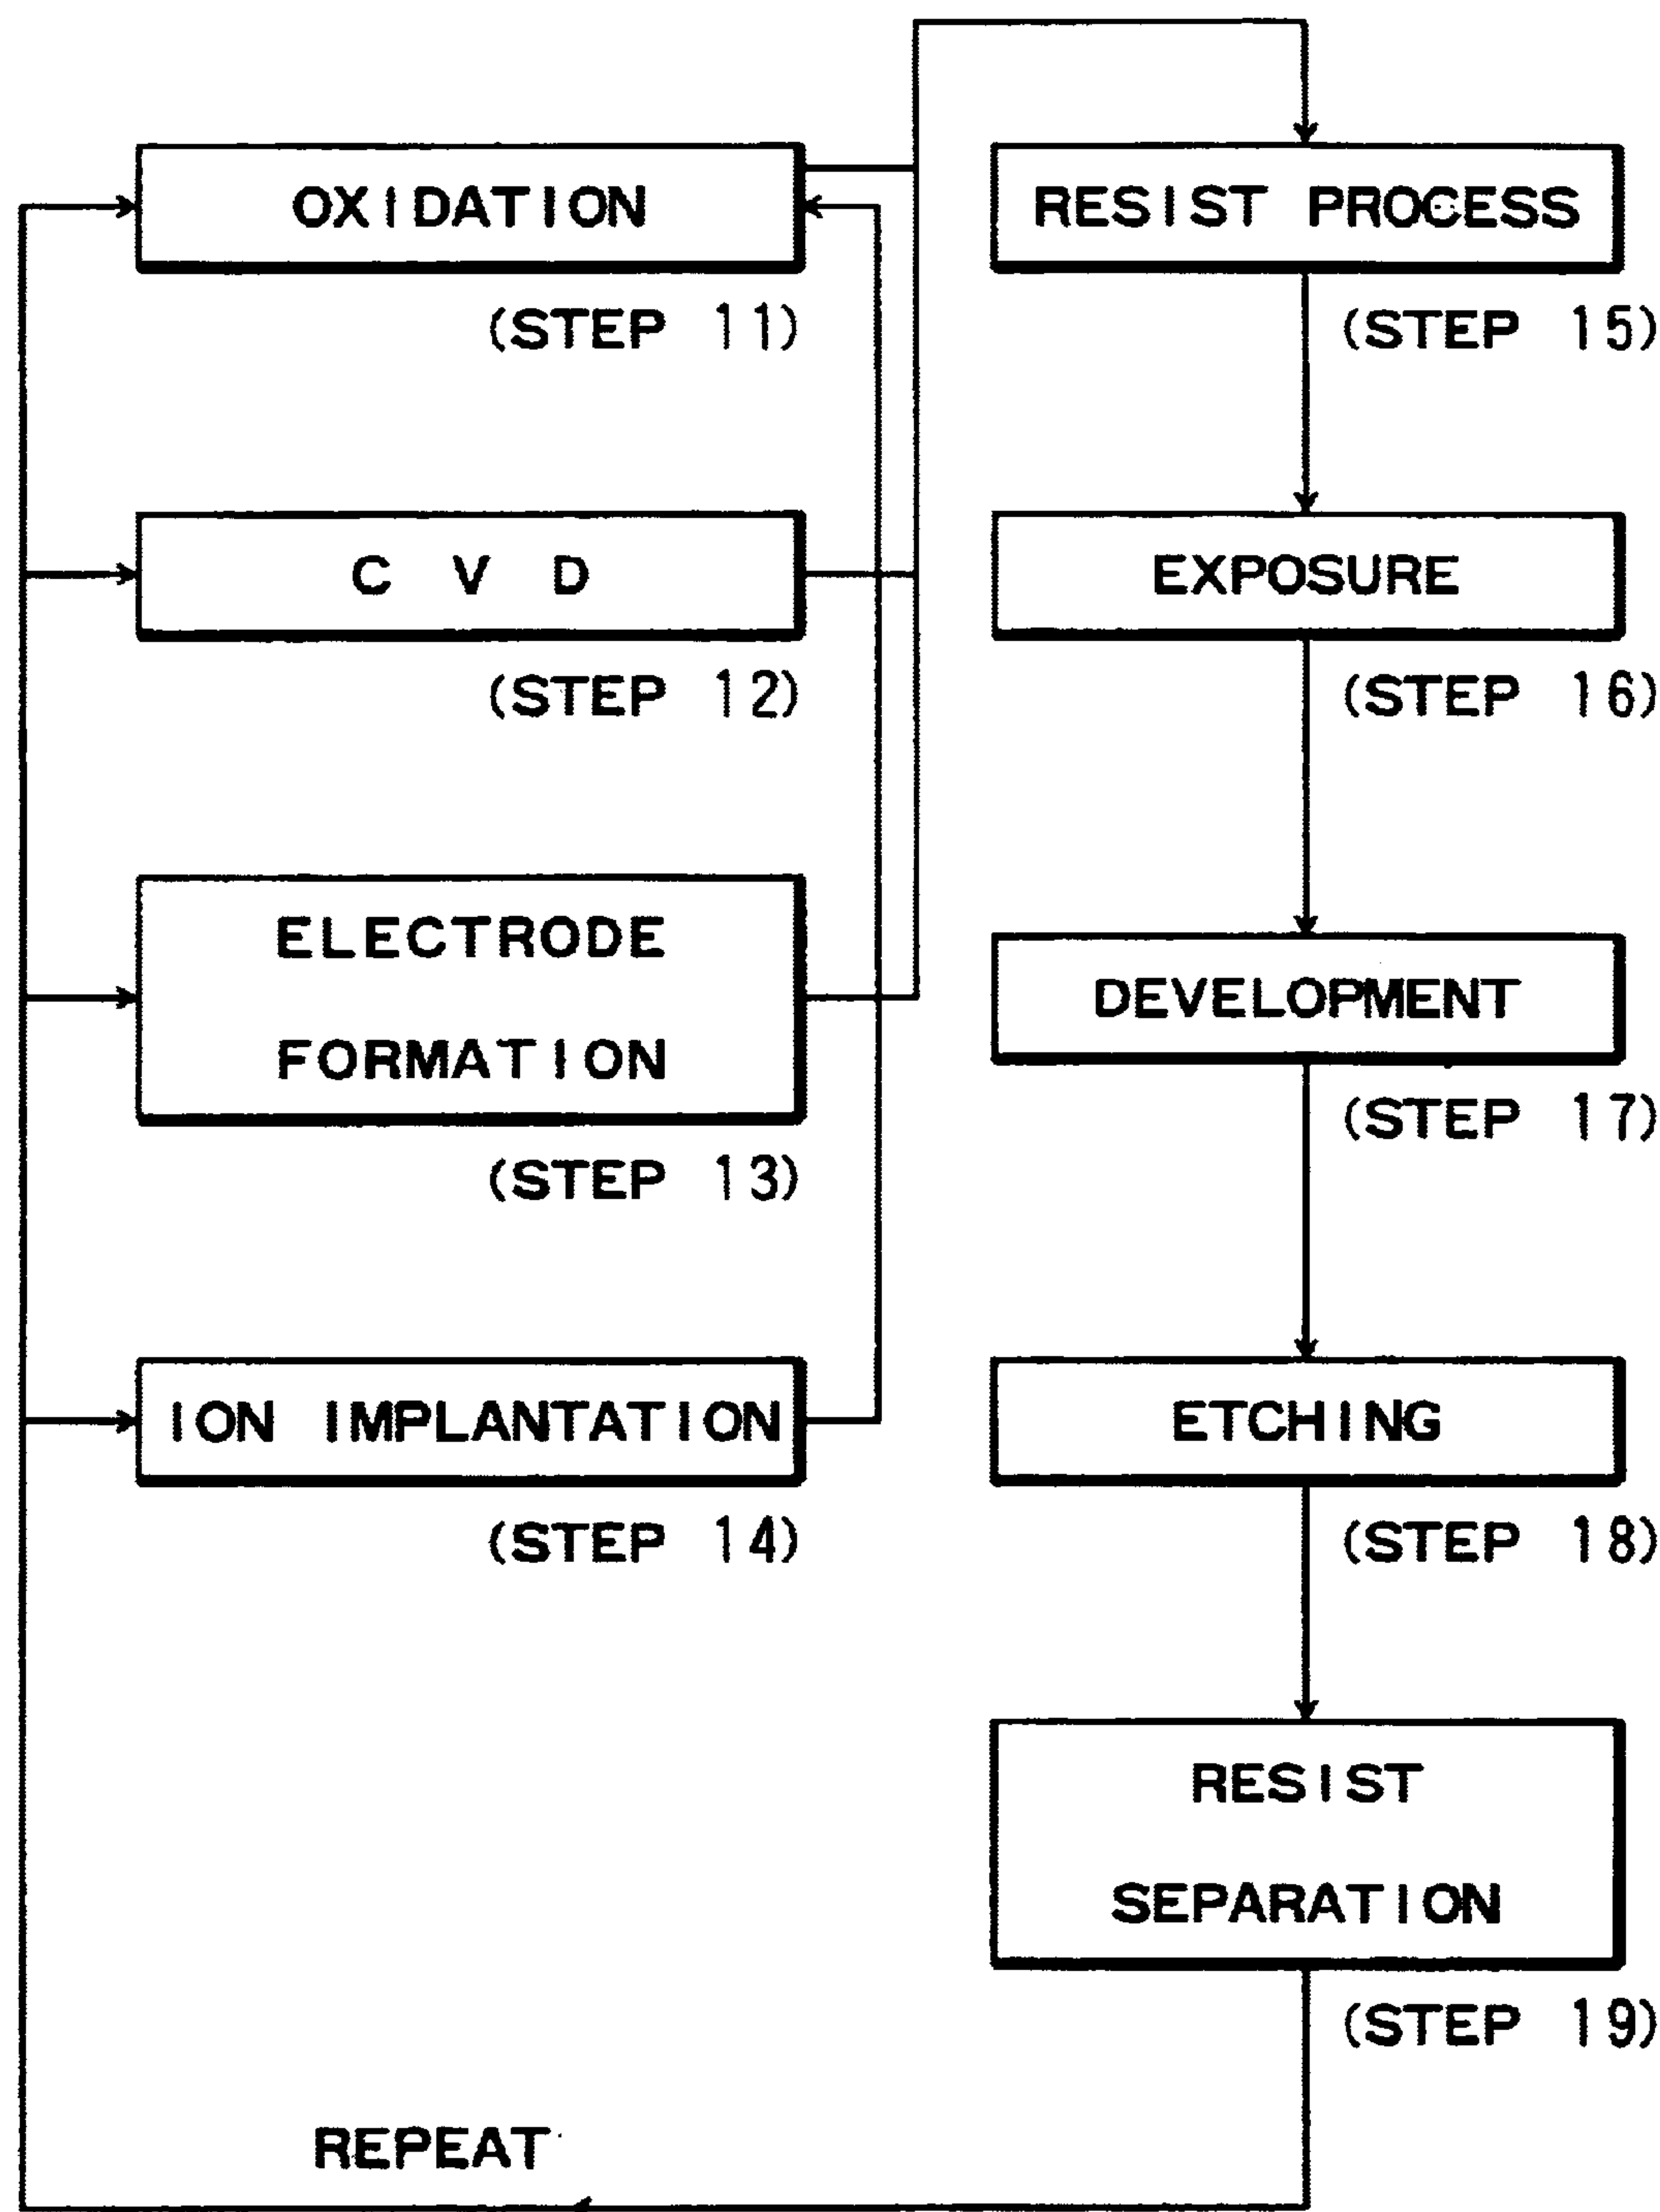 OXIDATION
(STEP 11)
CVD
(STEP 12)
ELECTRODE
FORMATION
(STEP 13)
ION IMPLANTATION
(STEP 14)
RESIST PROCESS
(STEP 15)
EXPOSURE
(STEP 16)
DEVELOPMENT
(STEP 17)
ETCHING
(STEP 18)
RESIST
SEPARATION
(STEP 19)
REPEAT